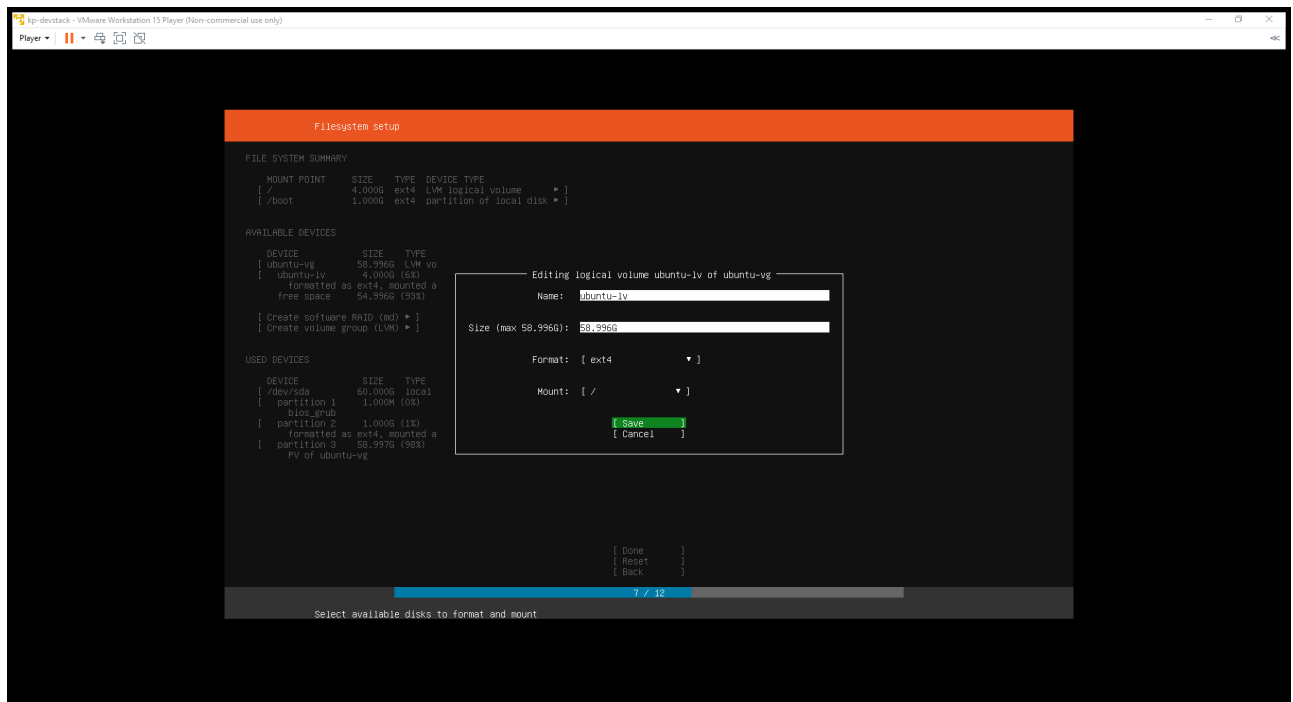 kp-devstack - VMware Workstation 15 Player (Non-commercial use only)
Player
Filesystem setup
FILE SYSTEM SUMMARY
MOUNT POINT SIZE TYPE DEVICE TYPE
[ / 4.000G ext4 LVM logical volume ▸ ]
[ /boot 1.000G ext4 partition of local disk ▸ ]
AVAILABLE DEVICES
DEVICE SIZE TYPE
[ ubuntu-vg 58.996G LVM vo
[ ubuntu-lv 4.000G (6%)
formatted as ext4, mounted a
free space 54.996G (93%)
[ Create software RAID (md) ▸ ]
[ Create volume group (LVM) ▸ ]
USED DEVICES
DEVICE SIZE TYPE
[ /dev/sda 60.000G local
[ partition 1 1.000M (0%)
bios_grub
[ partition 2 1.000G (1%)
formatted as ext4, mounted a
[ partition 3 58.997G (98%)
PV of ubuntu-vg
Editing logical volume ubuntu-lv of ubuntu-vg
Name: ubuntu-lv
Size (max 58.996G): 58.996G
Format: [ ext4 ▾ ]
Mount: [ / ▾ ]
[ Save ]
[ Cancel ]
[ Done ]
[ Reset ]
[ Back ]
7 / 12
Select available disks to format and mount